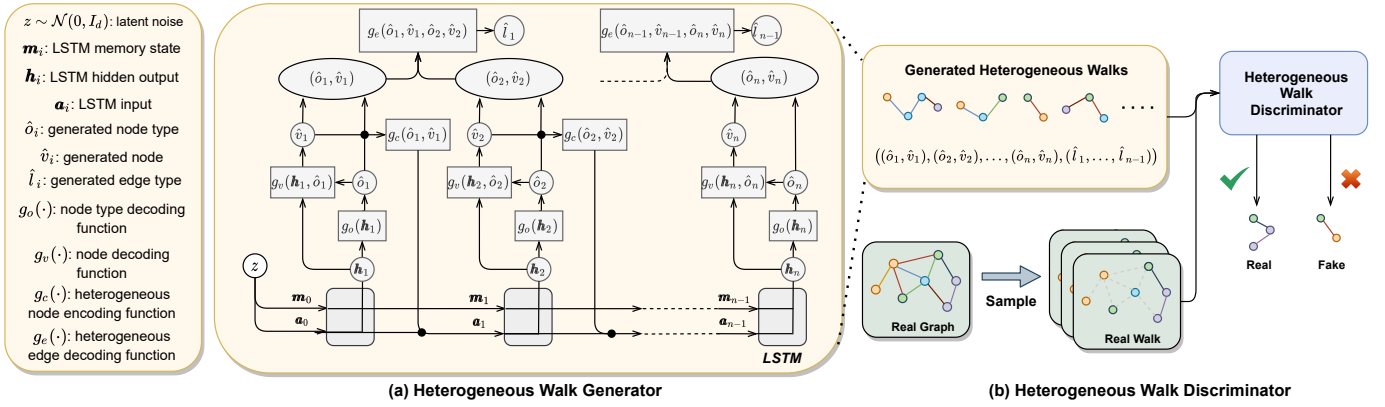 z ∼ 𝒩(0, I_d): latent noise
m_i: LSTM memory state
h_i: LSTM hidden output
a_i: LSTM input
ô_i: generated node type
v̂_i: generated node
l̂_i: generated edge type
g_o(·): node type decoding
function
g_v(·): node decoding
function
g_c(·): heterogeneous
node encoding function
g_e(·): heterogeneous
edge decoding function
g_e(ô_1, v̂_1, ô_2, v̂_2)
l̂_1
g_e(ô_{n−1}, v̂_{n−1}, ô_n, v̂_n)
l̂_{n−1}
(ô_1, v̂_1)
(ô_2, v̂_2)
(ô_n, v̂_n)
v̂_1
g_c(ô_1, v̂_1)
v̂_2
g_c(ô_2, v̂_2)
v̂_n
g_v(h_1, ô_1)
ô_1
g_v(h_2, ô_2)
ô_2
g_v(h_n, ô_n)
ô_n
g_o(h_1)
g_o(h_2)
g_o(h_n)
z
h_1
h_2
h_n
m_0
m_1
m_{n−1}
a_0
a_1
a_{n−1}
LSTM
(a) Heterogeneous Walk Generator
Generated Heterogeneous Walks
((ô_1, v̂_1), (ô_2, v̂_2), . . . , (ô_n, v̂_n), (l̂_1, . . . , l̂_{n−1}))
Heterogeneous
Walk
Discriminator
Real
Fake
Real Graph
Sample
Real Walk
(b) Heterogeneous Walk Discriminator